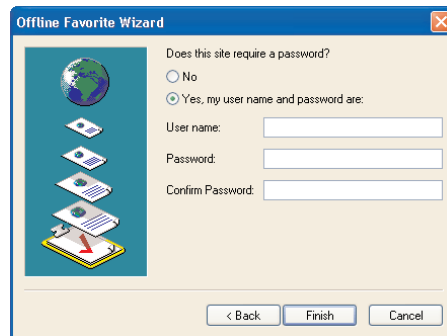 Offline Favorite Wizard
Does this site require a password?
No
Yes, my user name and password are:
User name:
Password:
Confirm Password:
< Back
Finish
Cancel